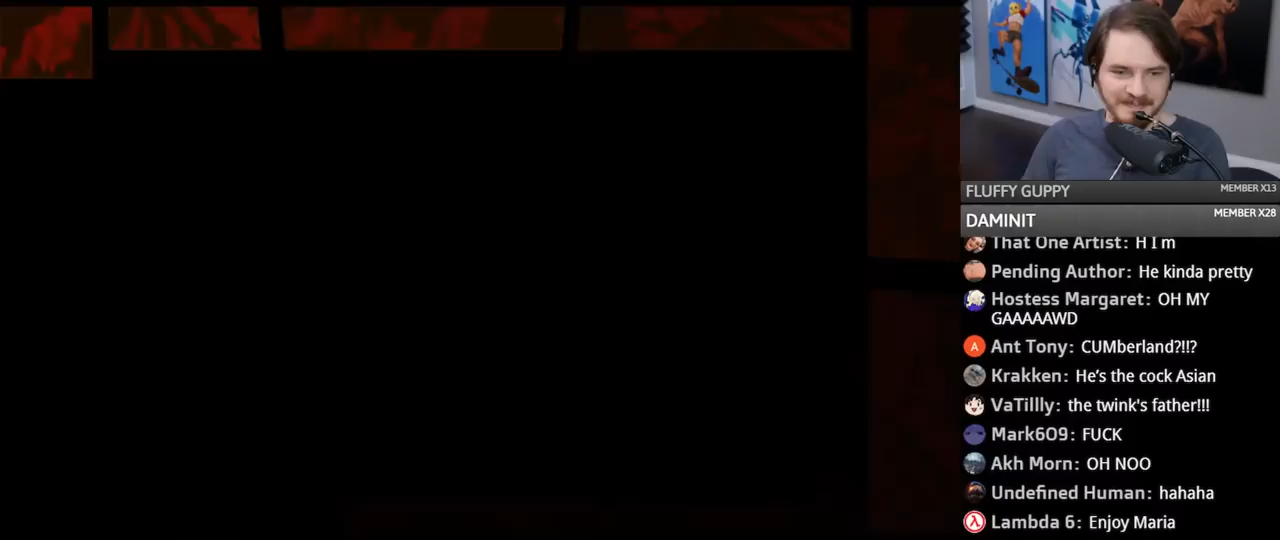 FLUFFY GUPPY MEMBER X13
DAMINIT MEMBER X28
That One Artist: H I m
Pending Author: He kinda pretty
Hostess Margaret: OH MY
GAAAAAWD
A Ant Tony: CUMberland?!!?
Krakken: He's the cock Asian
VaTillly: the twink's father!!!
Mark609: FUCK
Akh Morn: OH NOO
Undefined Human: hahaha
Lambda 6: Enjoy Maria